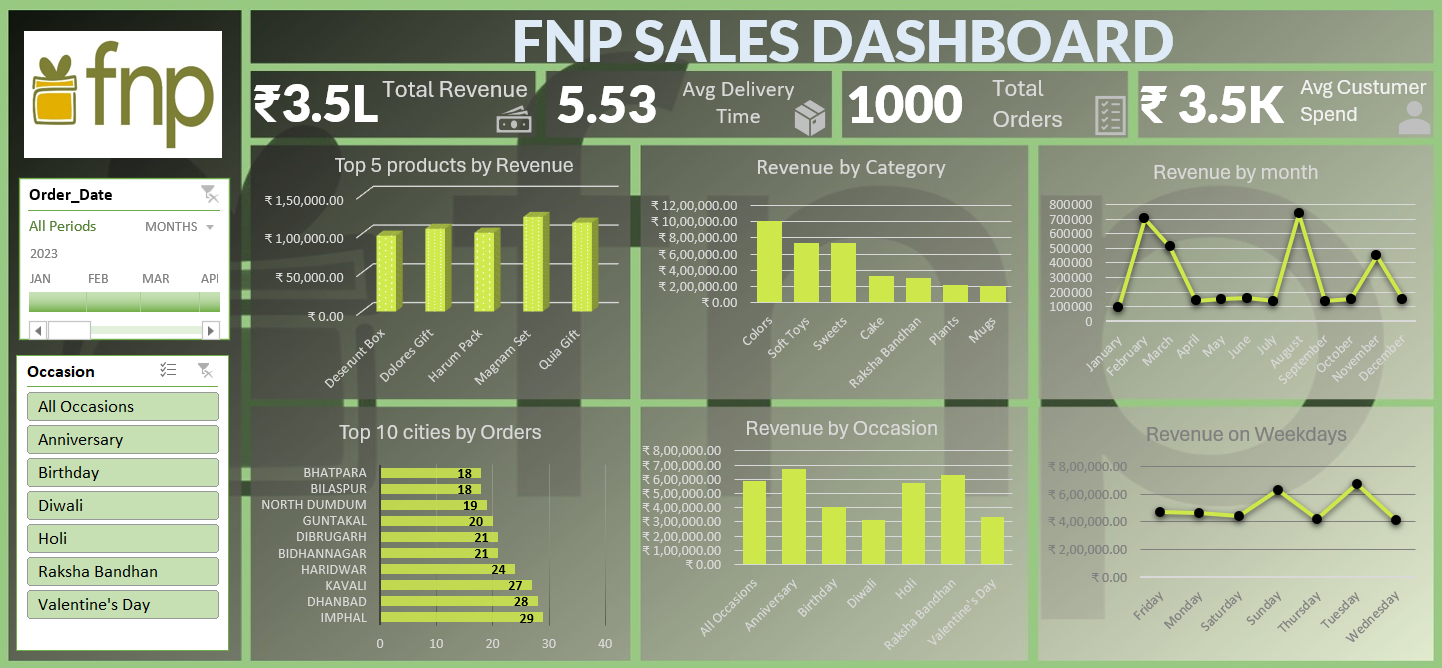 fnp
FNP SALES DASHBOARD
₹3.5L
Total Revenue
5.53
Avg Delivery
Time
1000
Total
Orders
₹ 3.5K
Avg Custumer
Spend
Order_Date
All Periods
MONTHS
2023
JAN FEB MAR API
Occasion
All Occasions
Anniversary
Birthday
Diwali
Holi
Raksha Bandhan
Valentine's Day
Top 5 products by Revenue
₹ 1,50,000.00
₹ 1,00,000.00
₹ 50,000.00
₹ 0.00
Deserunt Box
Dolores Gift
Harum Pack
Magnam Set
Quia Gift
Revenue by Category
₹ 12,00,000.00
₹ 10,00,000.00
₹ 8,00,000.00
₹ 6,00,000.00
₹ 4,00,000.00
₹ 2,00,000.00
₹ 0.00
Colors
Soft Toys
Sweets
Cake
Raksha Bandhan
Plants
Mugs
Revenue by month
800000
700000
600000
500000
400000
300000
200000
100000
0
January
February
March
April
May
June
July
August
September
October
November
December
Top 10 cities by Orders
BHATPARA 18
BILASPUR 18
NORTH DUMDUM 19
GUNTAKAL 20
DIBRUGARH 21
BIDHANNAGAR 21
HARIDWAR 24
KAVALI 27
DHANBAD 28
IMPHAL 29
0 10 20 30 40
Revenue by Occasion
₹ 8,00,000.00
₹ 7,00,000.00
₹ 6,00,000.00
₹ 5,00,000.00
₹ 4,00,000.00
₹ 3,00,000.00
₹ 2,00,000.00
₹ 1,00,000.00
₹ 0.00
All Occasions
Anniversary
Birthday
Diwali
Holi
Raksha Bandhan
Valentine's Day
Revenue on Weekdays
₹ 8,00,000.00
₹ 6,00,000.00
₹ 4,00,000.00
₹ 2,00,000.00
₹ 0.00
Friday
Monday
Saturday
Sunday
Thursday
Tuesday
Wednesday